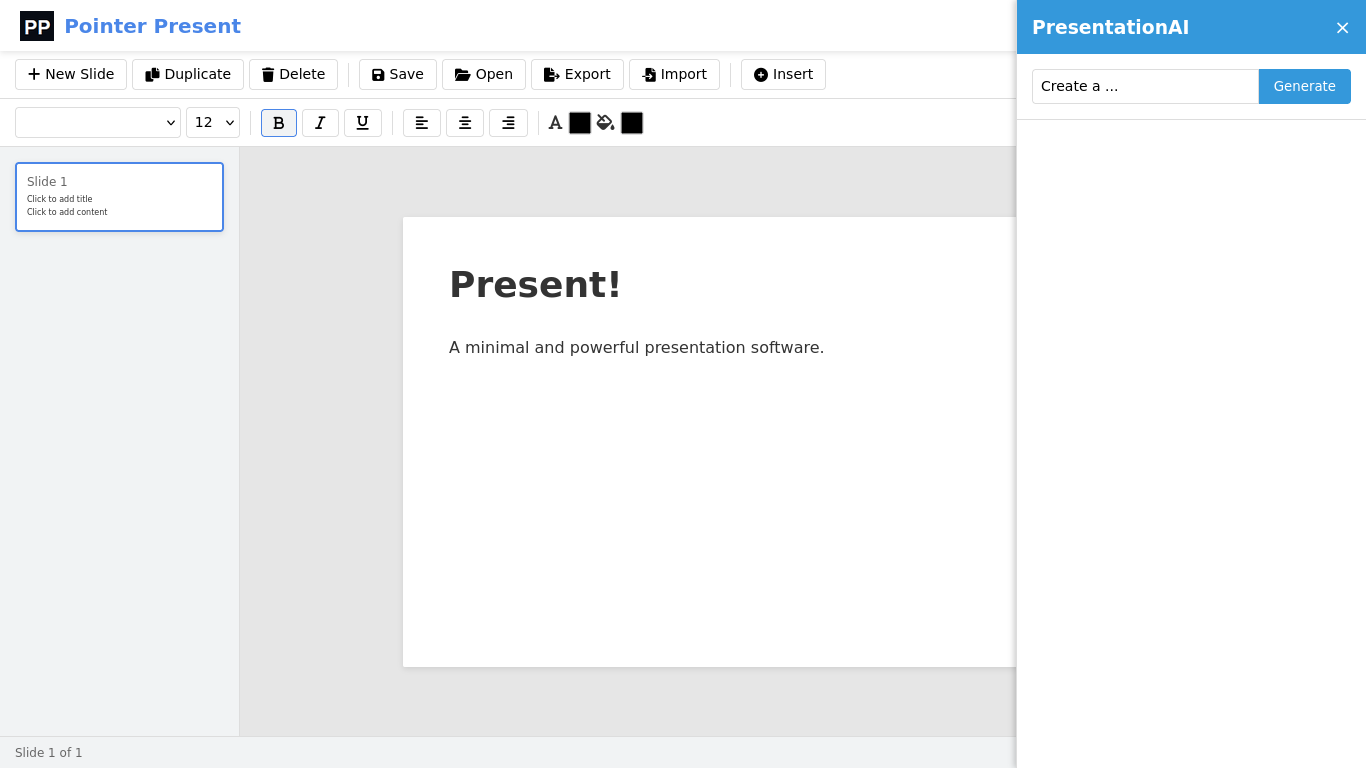 PP Pointer Present
PresentationAI ×
New Slide Duplicate Delete Save Open Export Import Insert
Create a ... Generate
12 B I U A
Slide 1
Click to add title
Click to add content
Present!
A minimal and powerful presentation software.
Slide 1 of 1